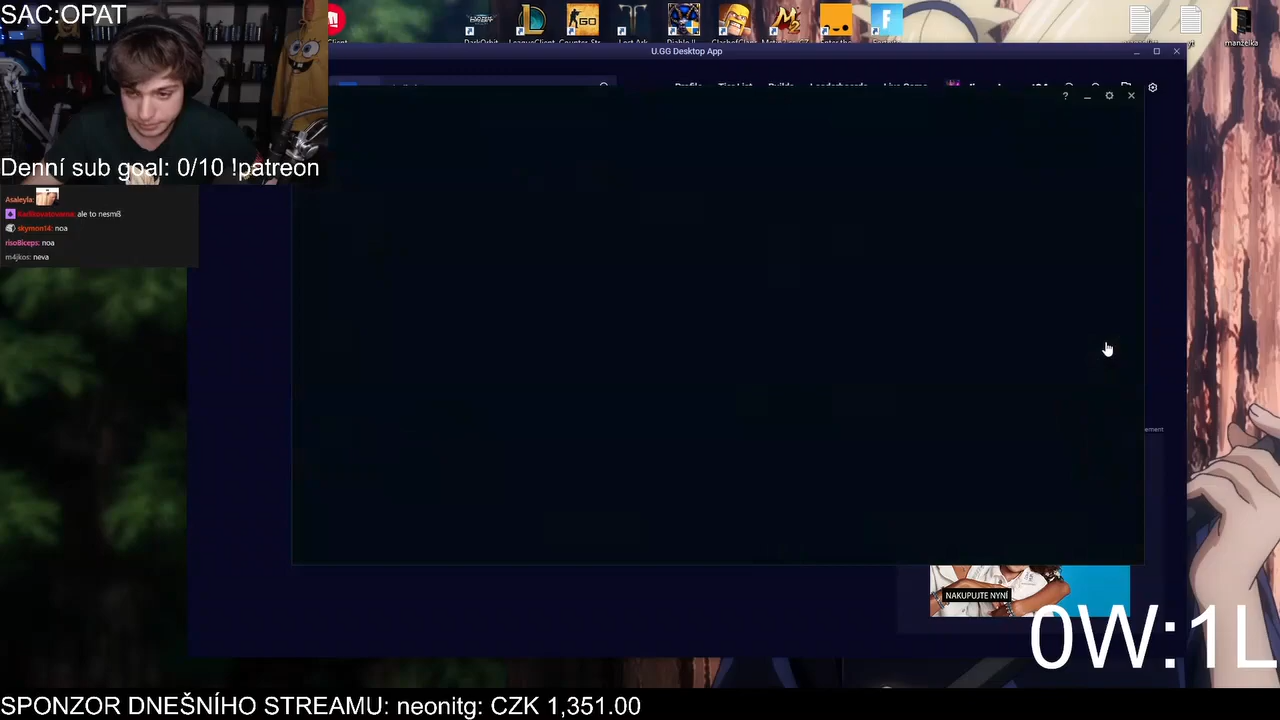 SAC:OPAT
Denní sub goal: 0/10 !patreon
Asaleyla:
ale to nesmíš
skymon14: noa
risoBiceps: noa
m4jkos: neva
U.GG Desktop App
manželka
NAKUPUJTE NYNÍ
0W:1L
SPONZOR DNEŠNÍHO STREAMU: neonitg: CZK 1,351.00